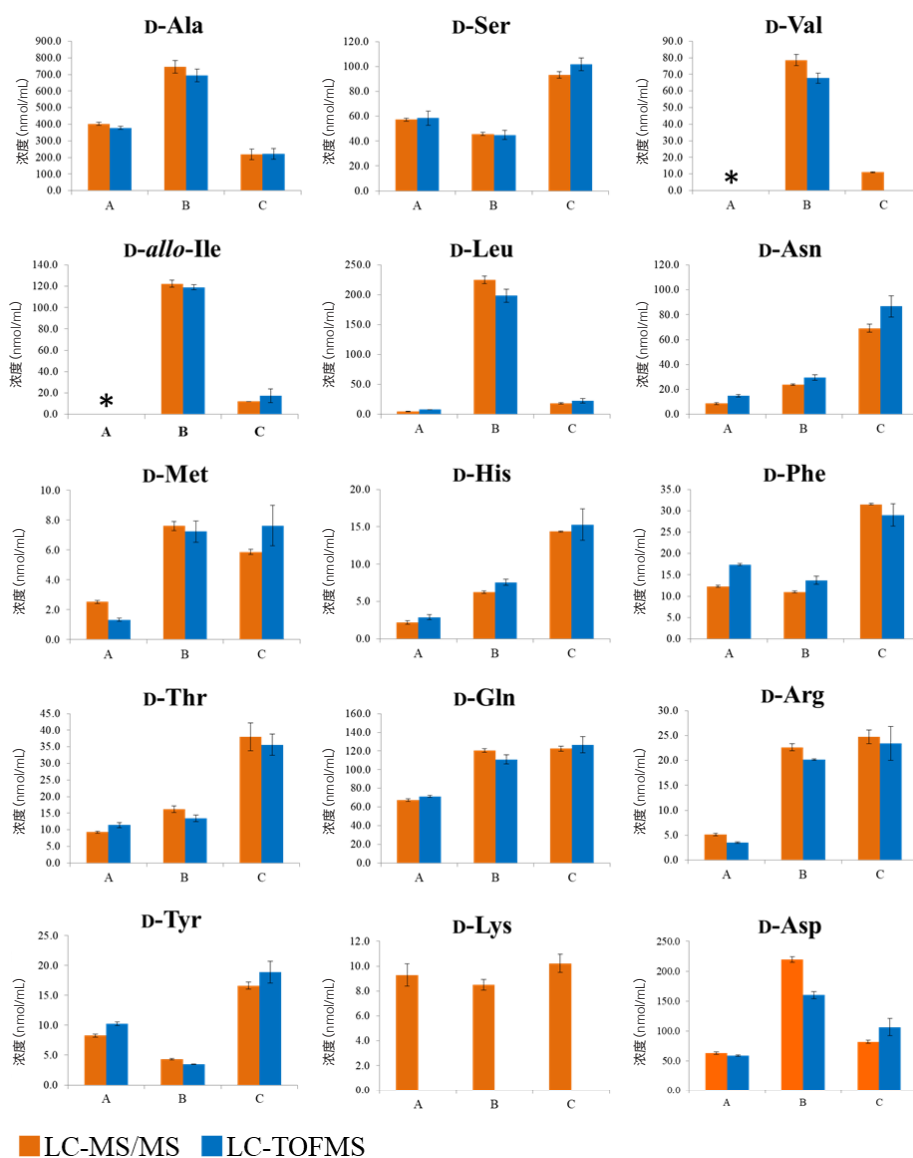 D-Ala
D-Ser
D-Val
浓度 (nmol/mL)
900.0
800.0
700.0
600.0
500.0
400.0
300.0
200.0
100.0
0.0
A
B
C
浓度 (nmol/mL)
120.0
100.0
80.0
60.0
40.0
20.0
0.0
A
B
C
浓度 (nmol/mL)
90.0
80.0
70.0
60.0
50.0
40.0
30.0
20.0
10.0
0.0
*
A
B
C
D-allo-Ile
D-Leu
D-Asn
浓度 (nmol/mL)
140.0
120.0
100.0
80.0
60.0
40.0
20.0
0.0
*
A
B
C
浓度 (nmol/mL)
250.0
200.0
150.0
100.0
50.0
0.0
A
B
C
浓度 (nmol/mL)
120.0
100.0
80.0
60.0
40.0
20.0
0.0
A
B
C
D-Met
D-His
D-Phe
浓度 (nmol/mL)
10.0
8.0
6.0
4.0
2.0
0.0
A
B
C
浓度 (nmol/mL)
20.0
15.0
10.0
5.0
0.0
A
B
C
浓度 (nmol/mL)
35.0
30.0
25.0
20.0
15.0
10.0
5.0
0.0
A
B
C
D-Thr
D-Gln
D-Arg
浓度 (nmol/mL)
45.0
40.0
35.0
30.0
25.0
20.0
15.0
10.0
5.0
0.0
A
B
C
浓度 (nmol/mL)
160.0
140.0
120.0
100.0
80.0
60.0
40.0
20.0
0.0
A
B
C
浓度 (nmol/mL)
30.0
25.0
20.0
15.0
10.0
5.0
0.0
A
B
C
D-Tyr
D-Lys
D-Asp
浓度 (nmol/mL)
25.0
20.0
15.0
10.0
5.0
0.0
A
B
C
浓度 (nmol/mL)
12.0
10.0
8.0
6.0
4.0
2.0
0.0
A
B
C
浓度 (nmol/mL)
250.0
200.0
150.0
100.0
50.0
0.0
A
B
C
LC-MS/MS LC-TOFMS